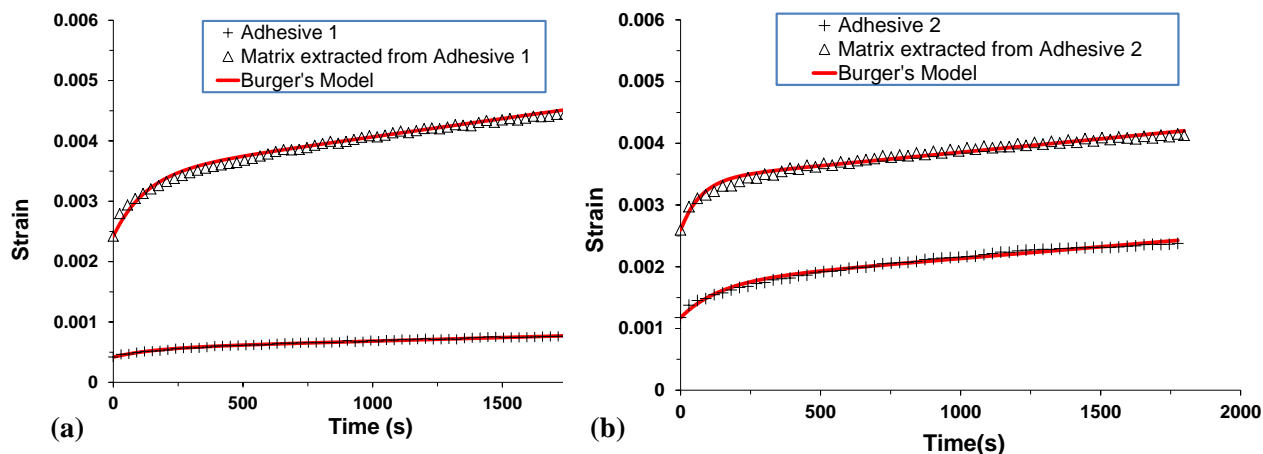 0.006
0.005
0.004
0.003
0.002
0.001
0
Strain
Adhesive 1
Matrix extracted from Adhesive 1
Burger's Model
0
500
1000
1500
(a)
Time (s)
0.006
0.005
0.004
0.003
0.002
0.001
0
Strain
Adhesive 2
Matrix extracted from Adhesive 2
Burger's Model
0
500
1000
1500
2000
(b)
Time(s)